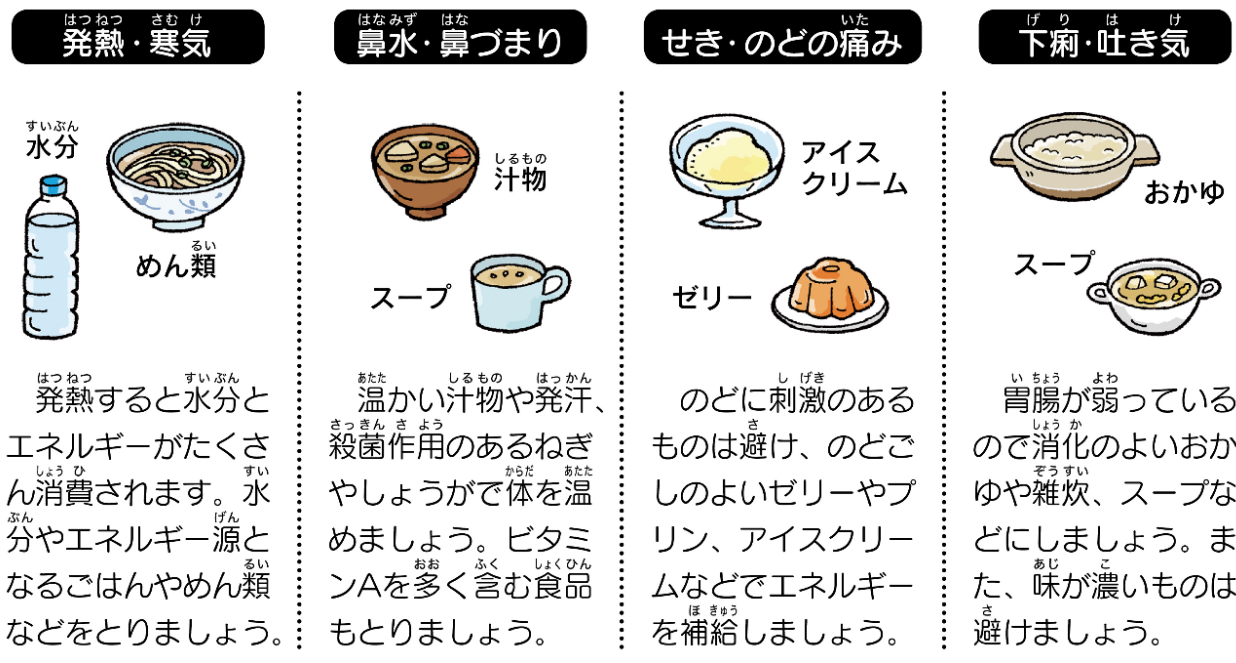 発熱・寒気
水分
めん類
発熱すると水分と
エネルギーがたくさ
ん消費されます。水
分やエネルギー源と
なるごはんやめん類
などをとりましょう。
鼻水・鼻づまり
汁物
スープ
温かい汁物や発汗、
殺菌作用のあるねぎ
やしょうがで体を温
めましょう。ビタミ
ンAを多く含む食品
もとりましょう。
せき・のどの痛み
アイス
クリーム
ゼリー
のどに刺激のある
ものは避け、のどご
しのよいゼリーやプ
リン、アイスクリー
ムなどでエネルギー
を補給しましょう。
下痢・吐き気
おかゆ
スープ
胃腸が弱っている
ので消化のよいおか
ゆや雑炊、スープな
どにしましょう。ま
た、味が濃いものは
避けましょう。